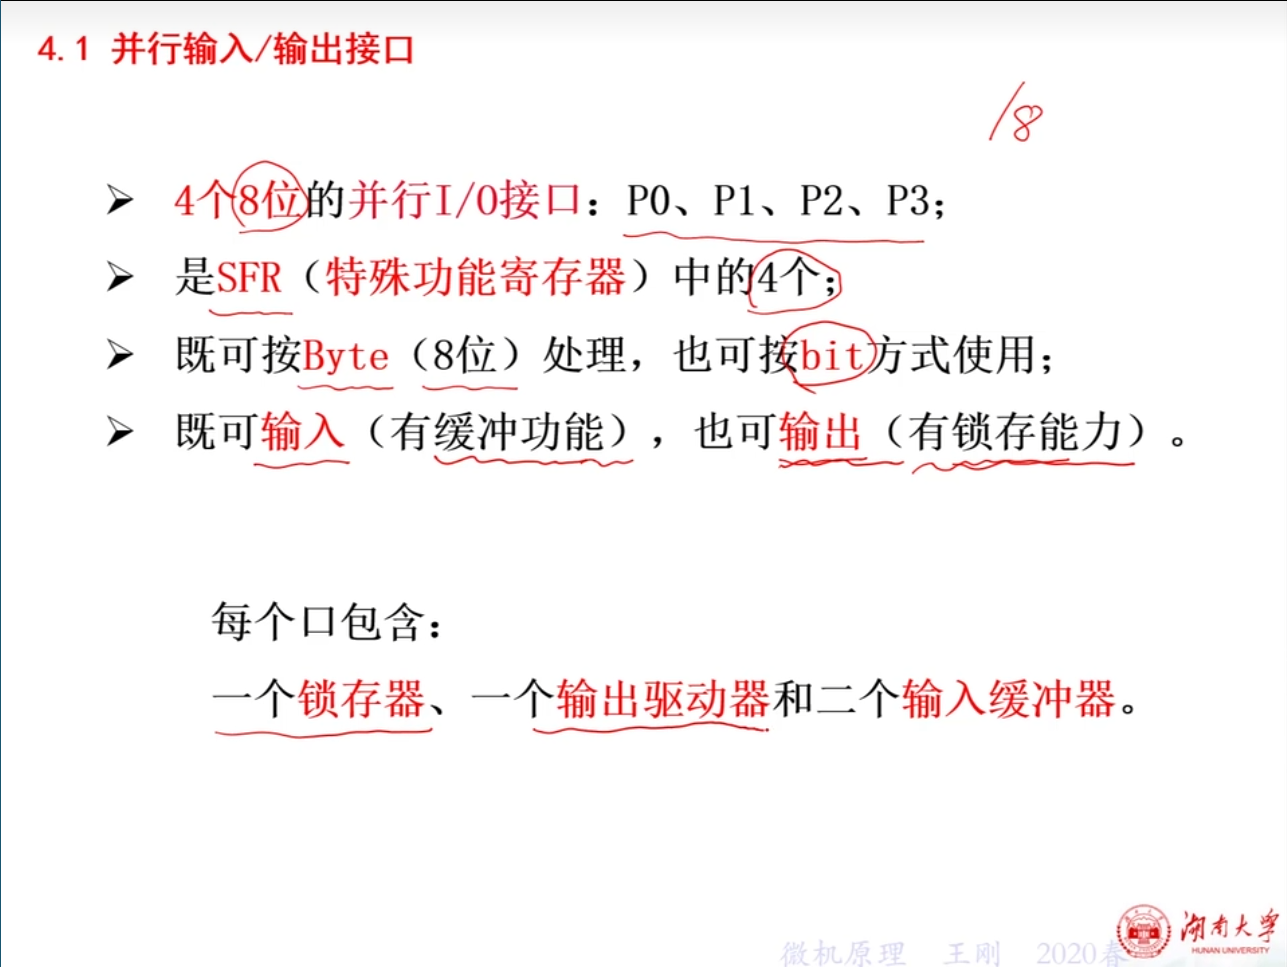 4.1 并行输入/输出接口
/8
➢ 4个8位的并行I/O接口：P0、P1、P2、P3；
➢ 是SFR（特殊功能寄存器）中的4个；
➢ 既可按Byte（8位）处理，也可按bit方式使用；
➢ 既可输入（有缓冲功能），也可输出（有锁存能力）。
每个口包含：
一个锁存器、一个输出驱动器和二个输入缓冲器。
湖南大学
HUNAN UNIVERSITY
微机原理 王刚 2020春